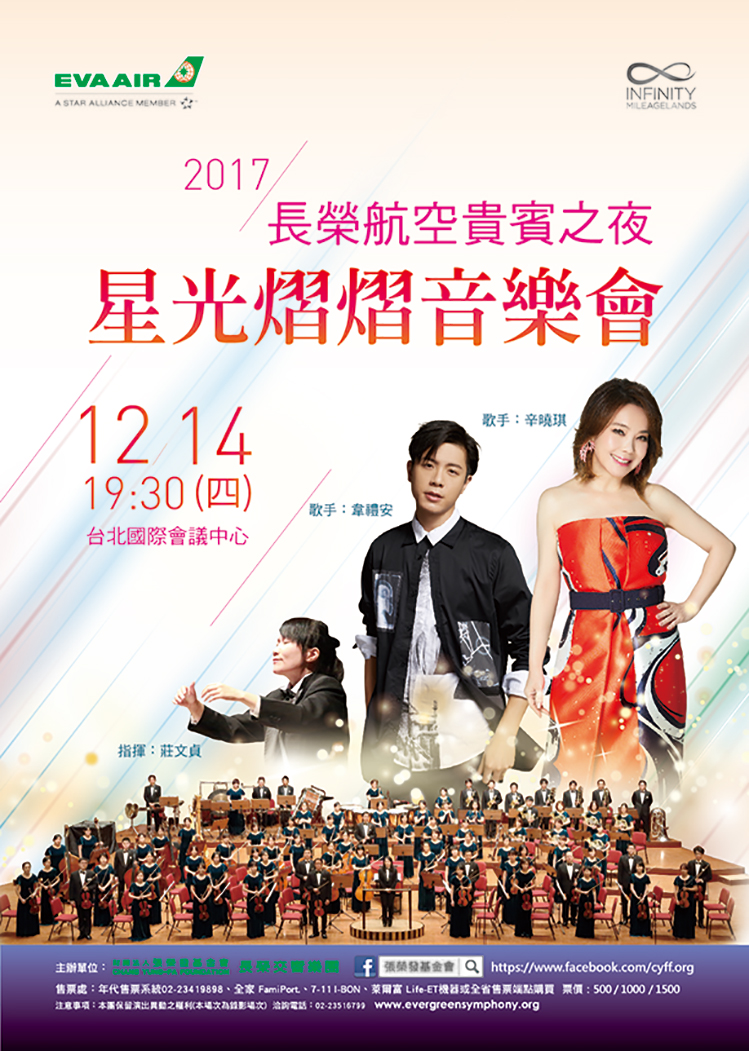 EVA AIR
A STAR ALLIANCE MEMBER
INFINITY
MILEAGELANDS
2017
長榮航空貴賓之夜
星光熠熠音樂會
12 14
19:30 (四)
台北國際會議中心
歌手：辛曉琪
歌手：韋禮安
指揮：莊文貞
主辦單位： 長榮交響樂團 f 張榮發基金會 https://www.facebook.com/cyff.org
售票處：年代售票系統02-23419898、全家 FamiPort、7-11 I-BON、萊爾富 Life-ET機器或全省售票端點購買 票價：500 / 1000 / 1500
注意事項：本團保留演出異動之權利(本場次為錄影場次) 洽詢電話：02-23516799 www.evergreensymphony.org